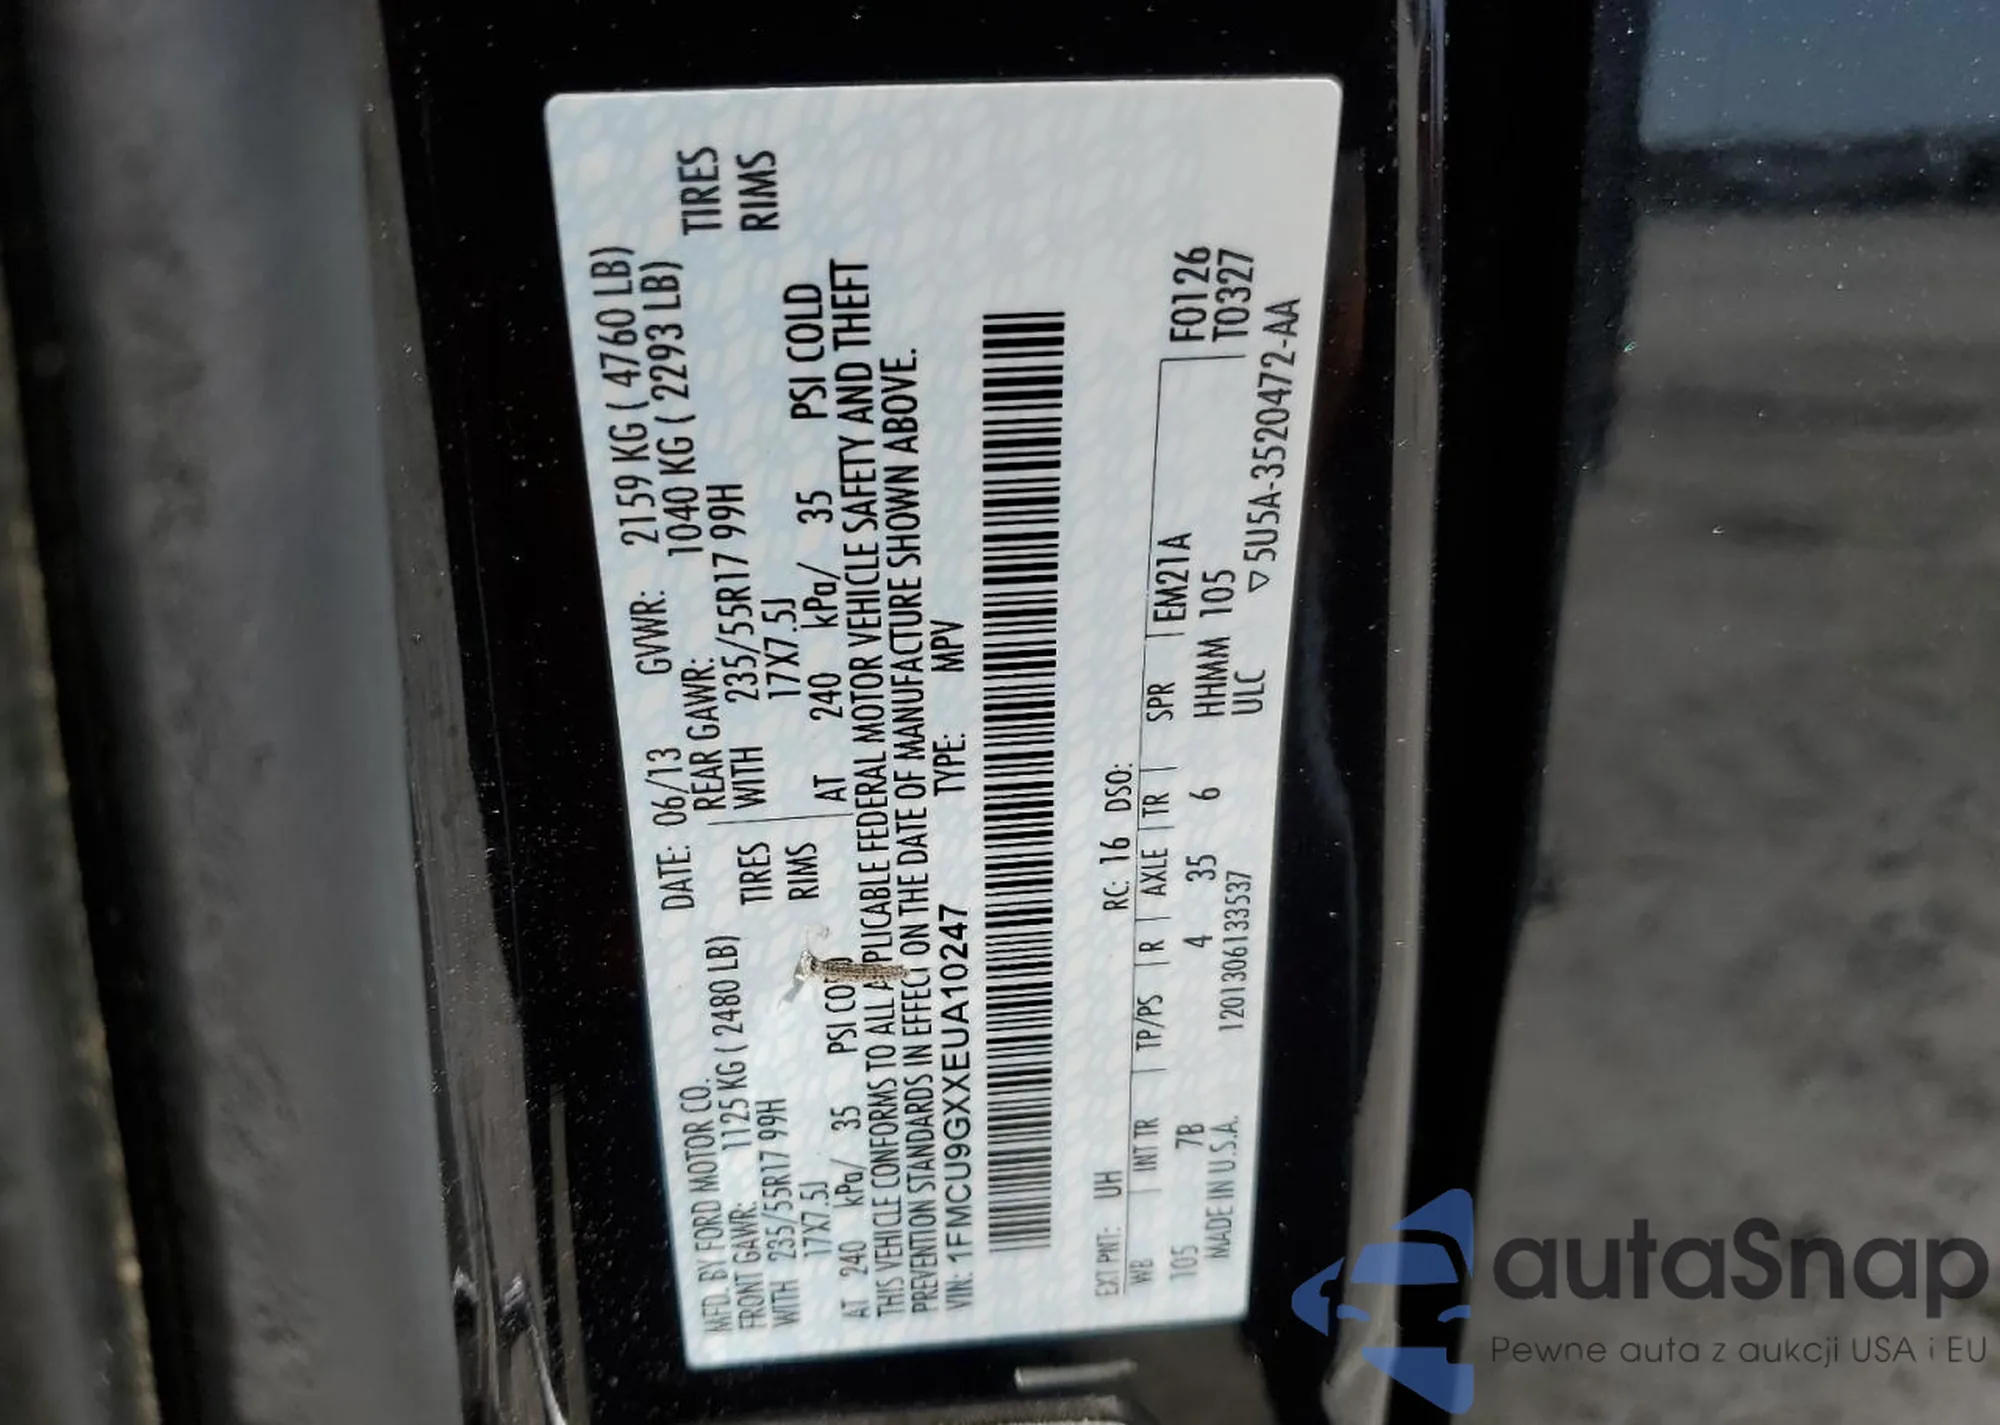 MFD. BY FORD MOTOR CO. DATE: 06/13 GVWR: 2159 KG ( 4760 LB)
FRONT GAWR: 1125 KG ( 2480 LB) REAR GAWR: 1040 KG ( 2293 LB)
WITH 235/55R17 99H TIRES WITH 235/55R17 99H TIRES
17X7.5J RIMS 17X7.5J RIMS
AT 240 kPa/ 35 PSI COLD AT 240 kPa/ 35 PSI COLD
THIS VEHICLE CONFORMS TO ALL APPLICABLE FEDERAL MOTOR VEHICLE SAFETY AND THEFT
PREVENTION STANDARDS IN EFFECT ON THE DATE OF MANUFACTURE SHOWN ABOVE.
VIN: 1FMCU9GXXEUA10247 TYPE: MPV
EXT PNT: UH RC: 16 DSO:
WB INT TR TP/PS R AXLE TR SPR EM21A F0126
105 7B 4 35 6 HHMM 105 T0327
MADE IN U.S.A. 1201306133537 ULC
▽5U5A-3520472-AA
autaSnap
Pewne auta z aukcji USA i EU